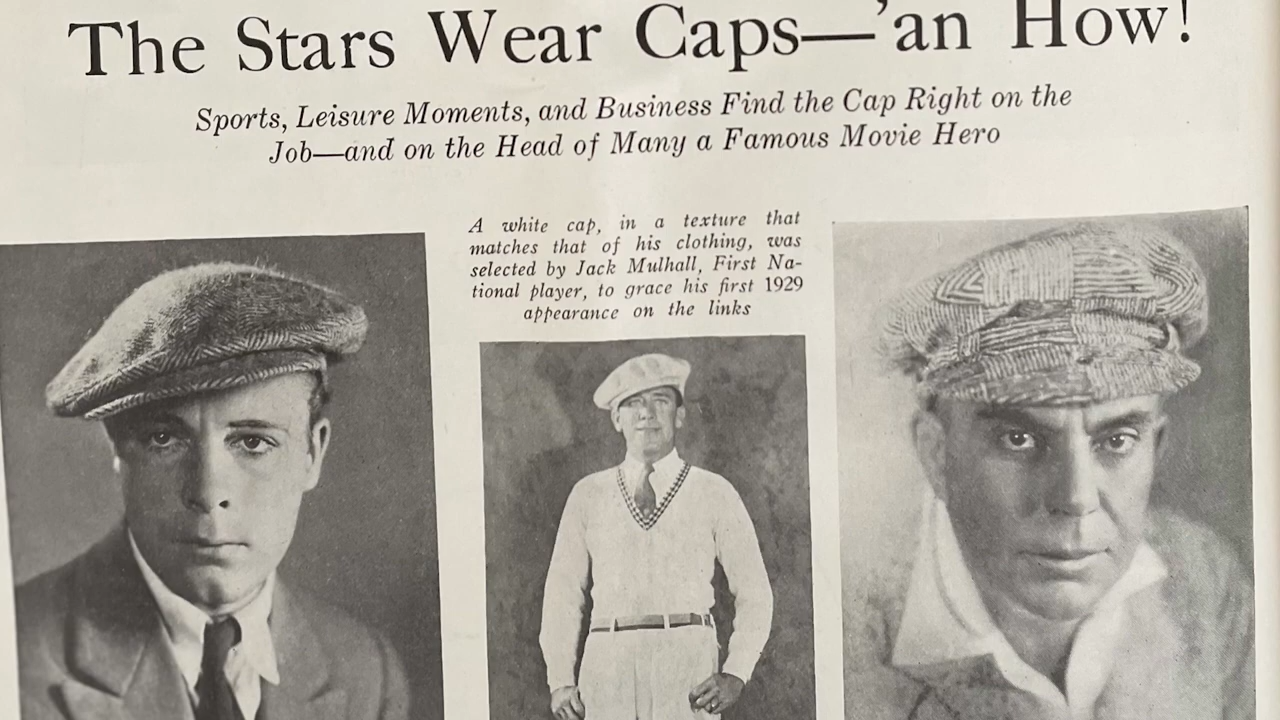 The Stars Wear Caps—'an How!
Sports, Leisure Moments, and Business Find the Cap Right on the
Job—and on the Head of Many a Famous Movie Hero
A white cap, in a texture that
matches that of his clothing, was
selected by Jack Mulhall, First Na-
tional player, to grace his first 1929
appearance on the links